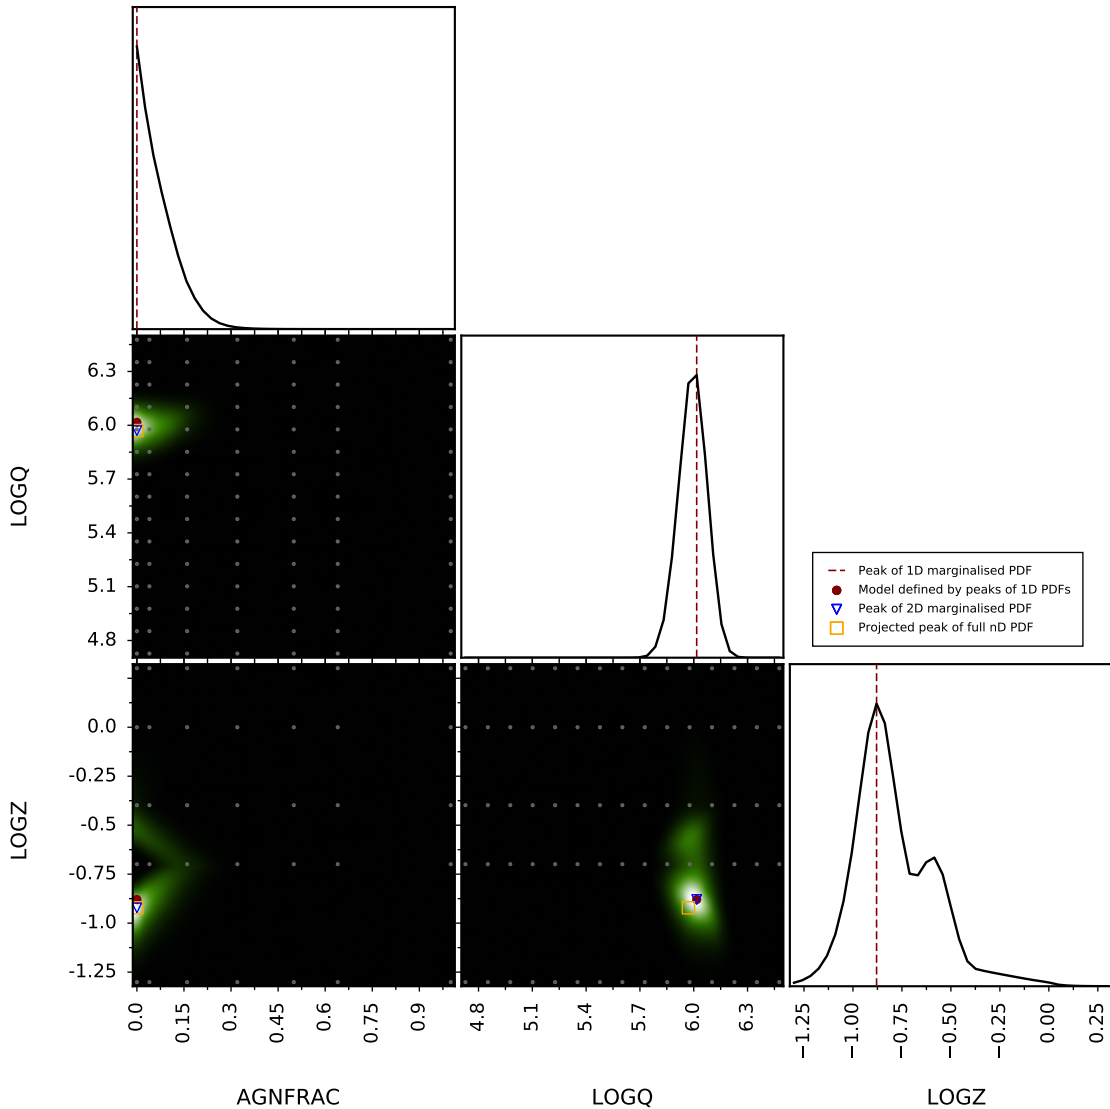 6.3
6.0
5.7
5.4
5.1
4.8
LOGQ
Peak of 1D marginalised PDF
Model defined by peaks of 1D PDFs
Peak of 2D marginalised PDF
Projected peak of full nD PDF
0.0
-0.25
-0.5
-0.75
-1.0
-1.25
LOGZ
0.0 0.15 0.3 0.45 0.6 0.75 0.9
4.8 5.1 5.4 5.7 6.0 6.3
−1.25 −1.00 −0.75 −0.50 −0.25 0.00 0.25
AGNFRAC LOGQ LOGZ